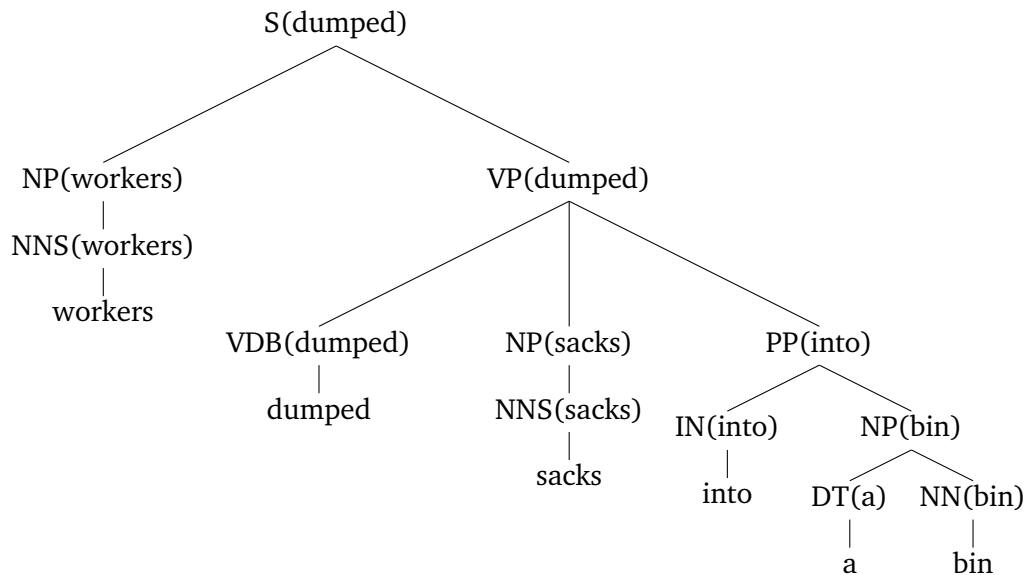 S(dumped)
NP(workers) VP(dumped)
NNS(workers)
workers
VDB(dumped) NP(sacks) PP(into)
dumped NNS(sacks) IN(into) NP(bin)
sacks into DT(a) NN(bin)
a bin